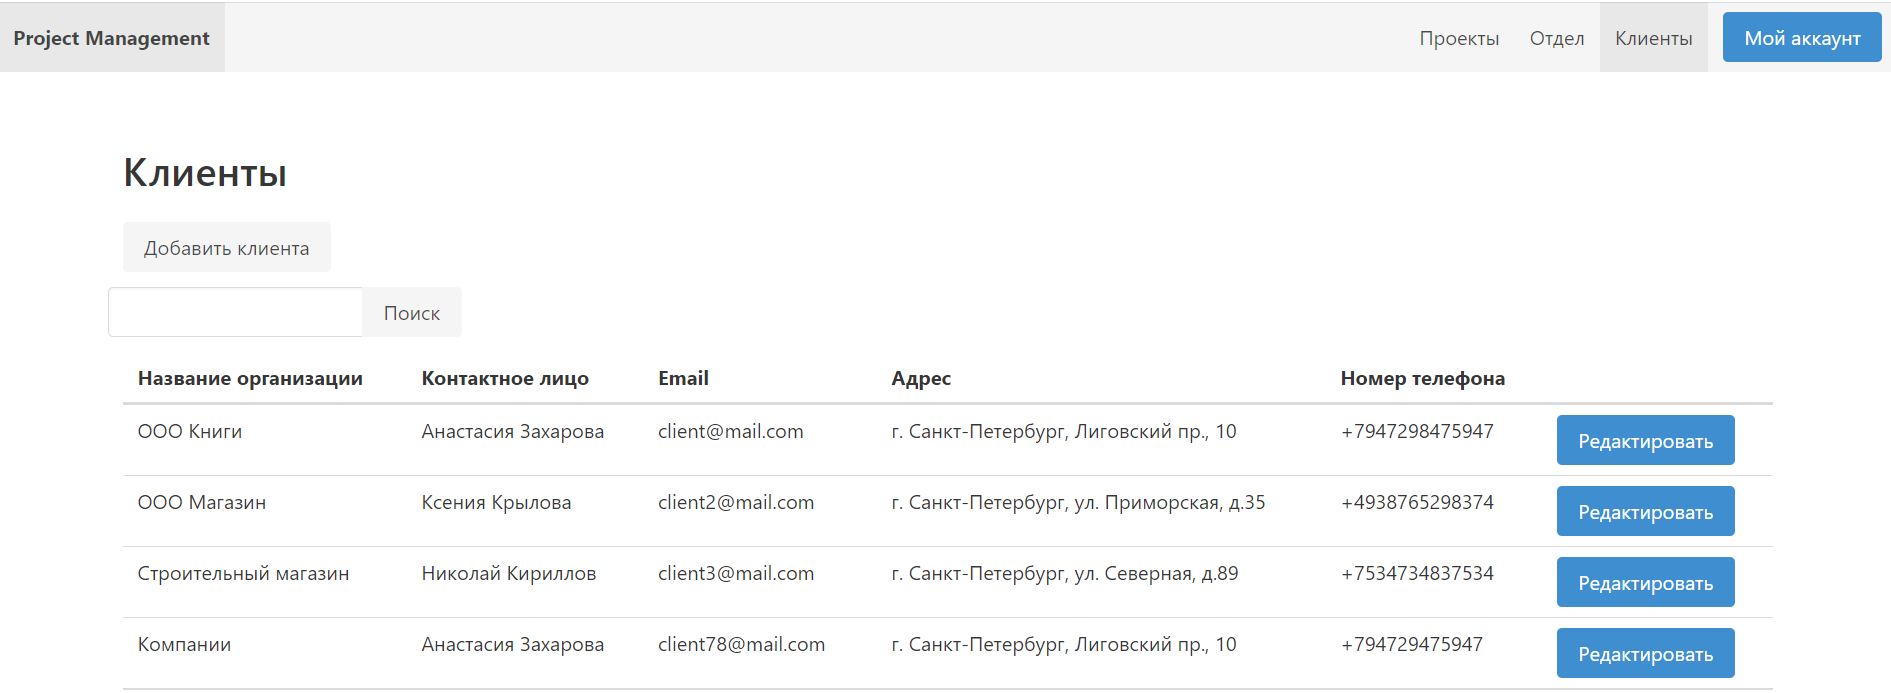 Project Management Проекты Отдел Клиенты Мой аккаунт
Клиенты
Добавить клиента
Поиск
Название организации Контактное лицо Email Адрес Номер телефона
ООО Книги Анастасия Захарова client@mail.com г. Санкт-Петербург, Лиговский пр., 10 +7947298475947 Редактировать
ООО Магазин Ксения Крылова client2@mail.com г. Санкт-Петербург, ул. Приморская, д.35 +4938765298374 Редактировать
Строительный магазин Николай Кириллов client3@mail.com г. Санкт-Петербург, ул. Северная, д.89 +7534734837534 Редактировать
Компании Анастасия Захарова client78@mail.com г. Санкт-Петербург, Лиговский пр., 10 +794729475947 Редактировать